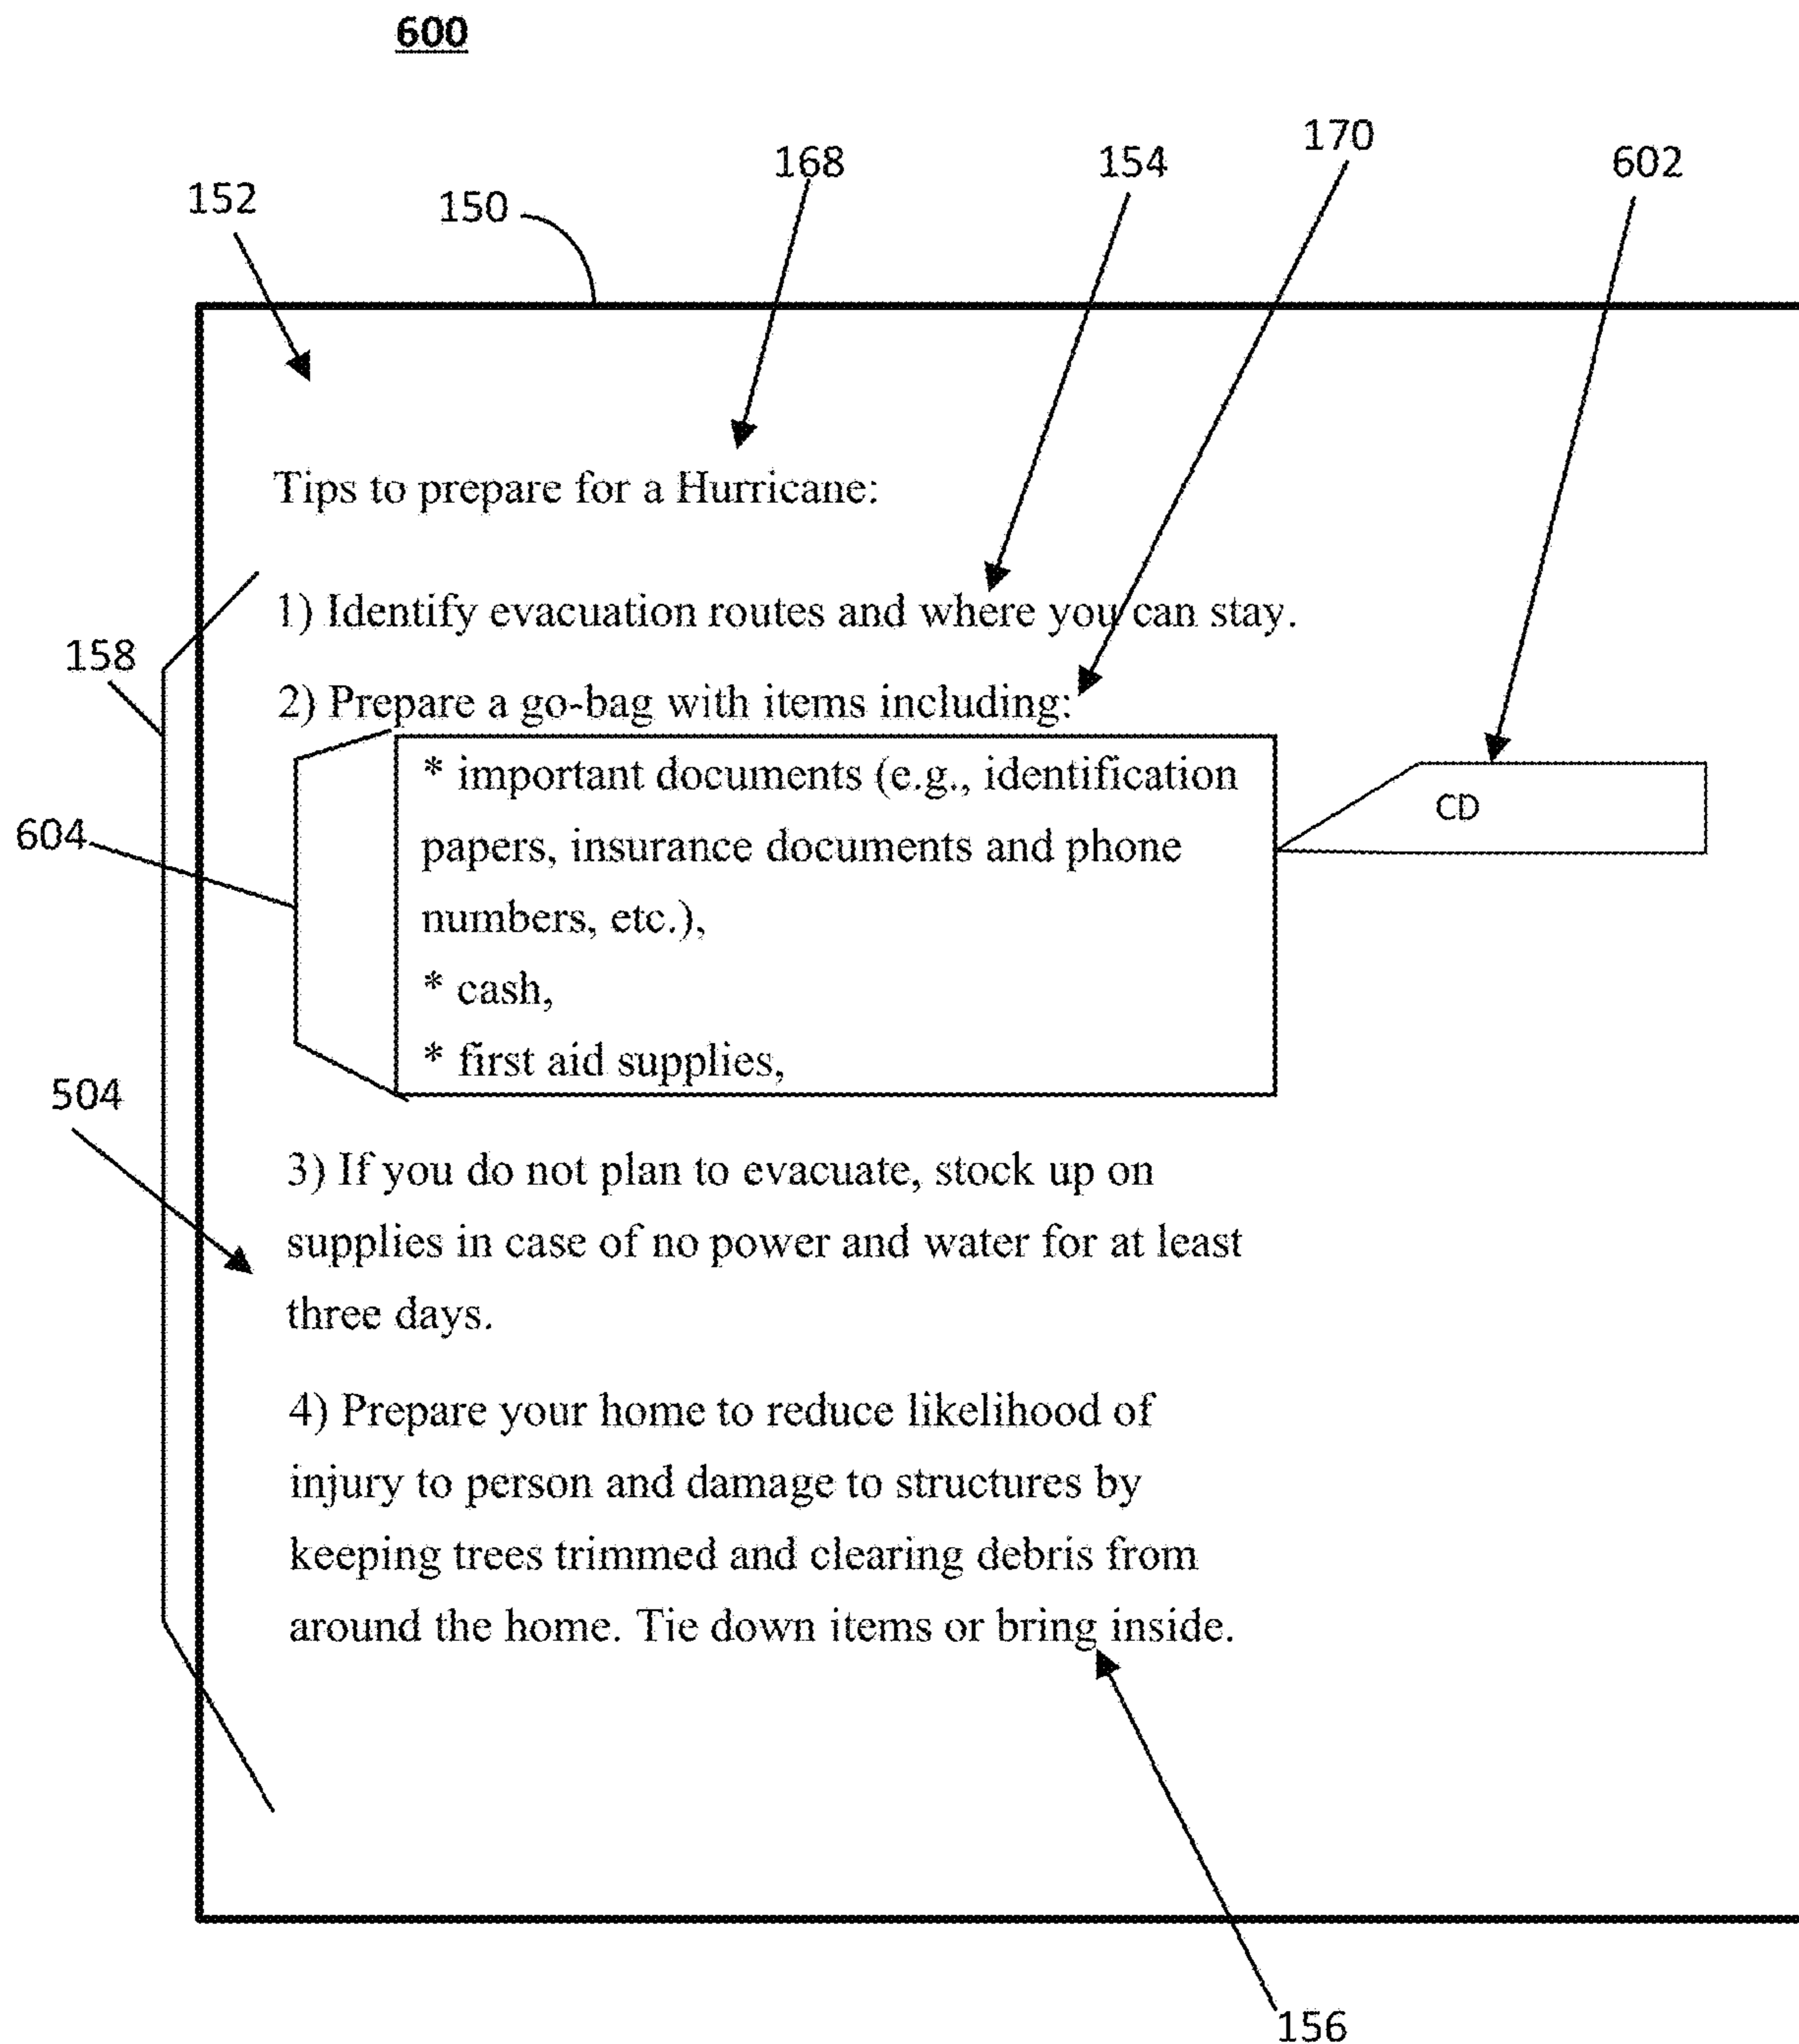 600
170
168
154
602
152
150
Tips to prepare for a Hurricane:
1) Identify evacuation routes and where you can stay.
158
2) Prepare a go-bag with items including:
* important documents (e.g., identification
papers, insurance documents and phone
numbers, etc.),
* cash,
* first aid supplies,
CD
604
504
3) If you do not plan to evacuate, stock up on
supplies in case of no power and water for at least
three days.
4) Prepare your home to reduce likelihood of
injury to person and damage to structures by
keeping trees trimmed and clearing debris from
around the home. Tie down items or bring inside.
156